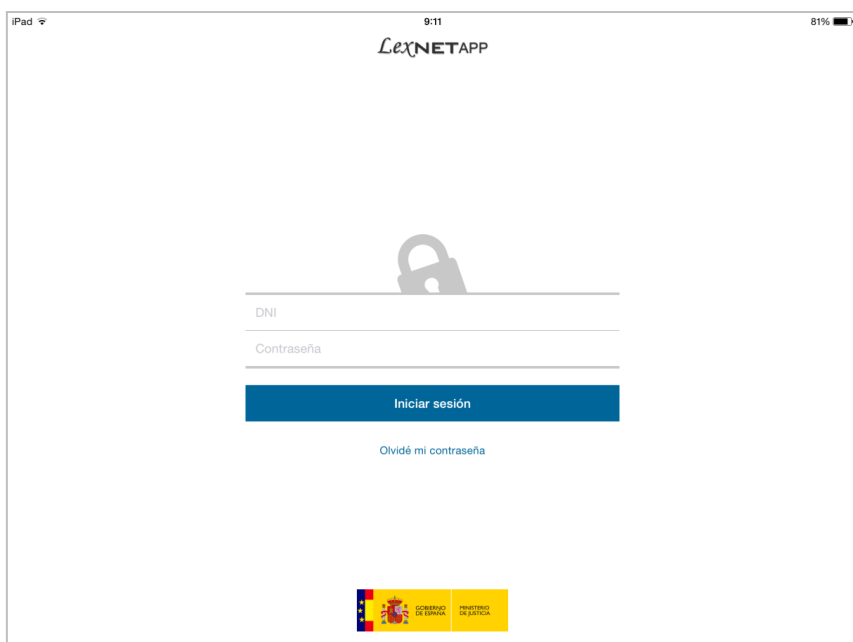 iPad 9:11 81%
LexNETAPP
DNI
Contraseña
Iniciar sesión
Olvidé mi contraseña
GOBIERNO MINISTERIO
DE ESPAÑA DE JUSTICIA